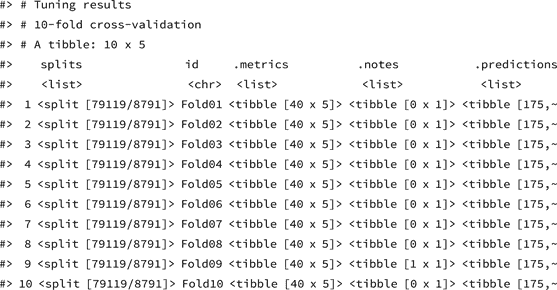 #> # Tuning results
#> # 10-fold cross-validation
#> # A tibble: 10 x 5
#> splits id .metrics .notes .predictions
#> <list> <chr> <list> <list> <list>
#> 1 <split [79119/8791]> Fold01 <tibble [40 x 5]> <tibble [0 x 1]> <tibble [175,~
#> 2 <split [79119/8791]> Fold02 <tibble [40 x 5]> <tibble [0 x 1]> <tibble [175,~
#> 3 <split [79119/8791]> Fold03 <tibble [40 x 5]> <tibble [0 x 1]> <tibble [175,~
#> 4 <split [79119/8791]> Fold04 <tibble [40 x 5]> <tibble [0 x 1]> <tibble [175,~
#> 5 <split [79119/8791]> Fold05 <tibble [40 x 5]> <tibble [0 x 1]> <tibble [175,~
#> 6 <split [79119/8791]> Fold06 <tibble [40 x 5]> <tibble [0 x 1]> <tibble [175,~
#> 7 <split [79119/8791]> Fold07 <tibble [40 x 5]> <tibble [0 x 1]> <tibble [175,~
#> 8 <split [79119/8791]> Fold08 <tibble [40 x 5]> <tibble [0 x 1]> <tibble [175,~
#> 9 <split [79119/8791]> Fold09 <tibble [40 x 5]> <tibble [1 x 1]> <tibble [175,~
#> 10 <split [79119/8791]> Fold10 <tibble [40 x 5]> <tibble [0 x 1]> <tibble [175,~